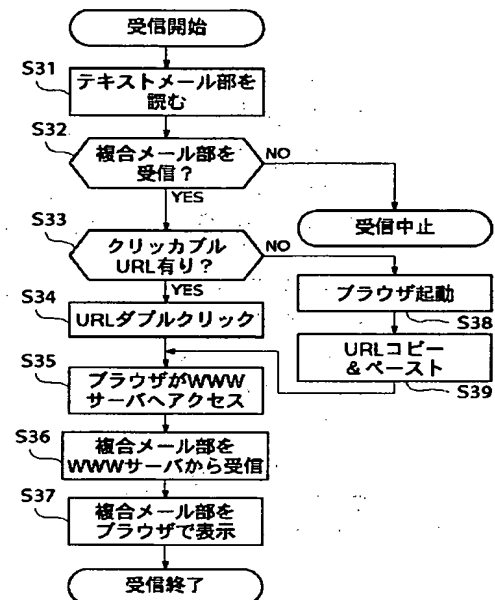 受信開始
S31
テキストメール部を
読む
S32
複合メール部を
受信？
NO
YES
受信中止
S33
クリッカブル
URL有り？
NO
YES
ブラウザ起動
S38
S34
URLダブルクリック
URLコピー
＆ペースト
S39
S35
ブラウザがWWW
サーバへアクセス
S36
複合メール部を
WWWサーバから受信
S37
複合メール部を
ブラウザで表示
受信終了